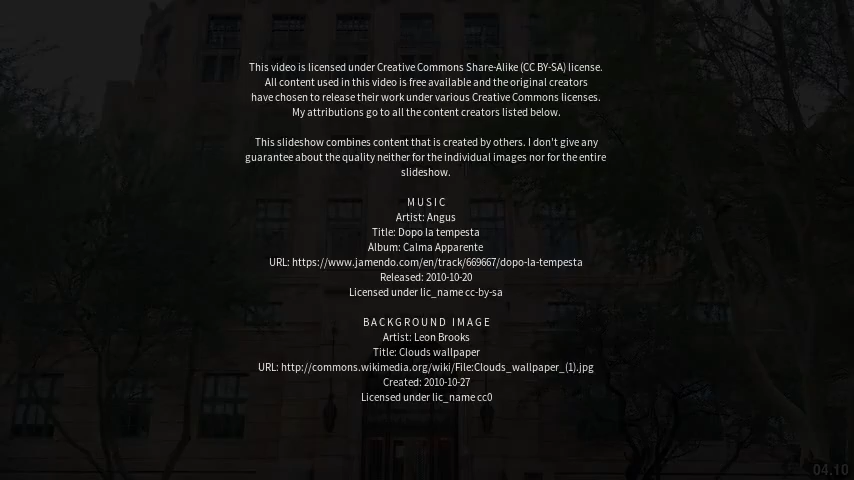 This video is licensed under Creative Commons Share-Alike (CC BY-SA) license.
All content used in this video is free available and the original creators
have chosen to release their work under various Creative Commons licenses.
My attributions go to all the content creators listed below.
This slideshow combines content that is created by others. I don't give any
guarantee about the quality neither for the individual images nor for the entire
slideshow.
MUSIC
Artist: Angus
Title: Dopo la tempesta
Album: Calma Apparente
URL: https://www.jamendo.com/en/track/669667/dopo-la-tempesta
Released: 2010-10-20
Licensed under lic_name cc-by-sa
BACKGROUND IMAGE
Artist: Leon Brooks
Title: Clouds wallpaper
URL: http://commons.wikimedia.org/wiki/File:Clouds_wallpaper_(1).jpg
Created: 2010-10-27
Licensed under lic_name cc0
04.10